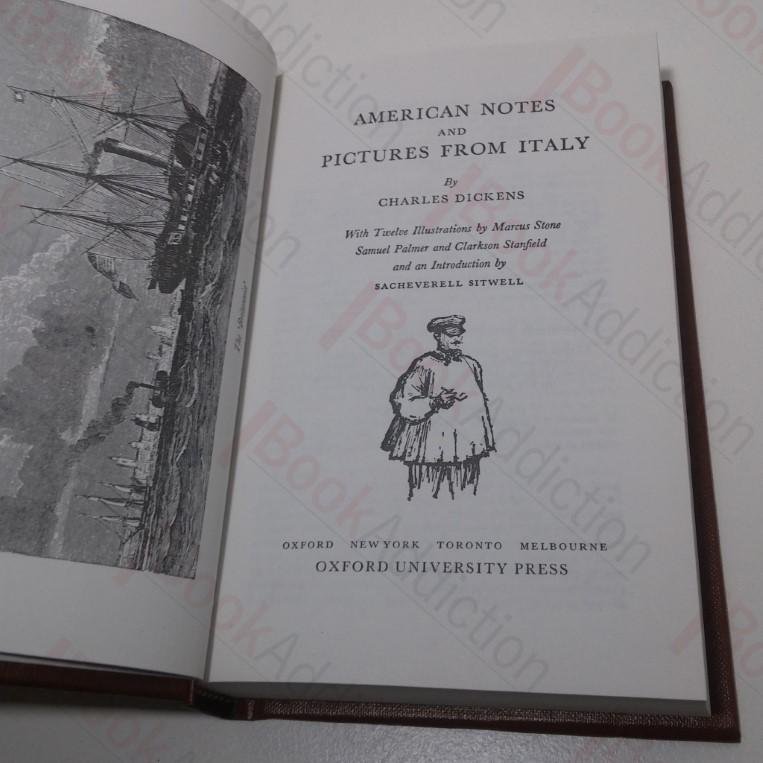 AMERICAN NOTES
AND
PICTURES FROM ITALY
By
CHARLES DICKENS
With Twelve Illustrations by Marcus Stone
Samuel Palmer and Clarkson Stanfield
and an Introduction by
SACHEVERELL SITWELL
OXFORD NEW YORK TORONTO MELBOURNE
OXFORD UNIVERSITY PRESS
BookAddiction